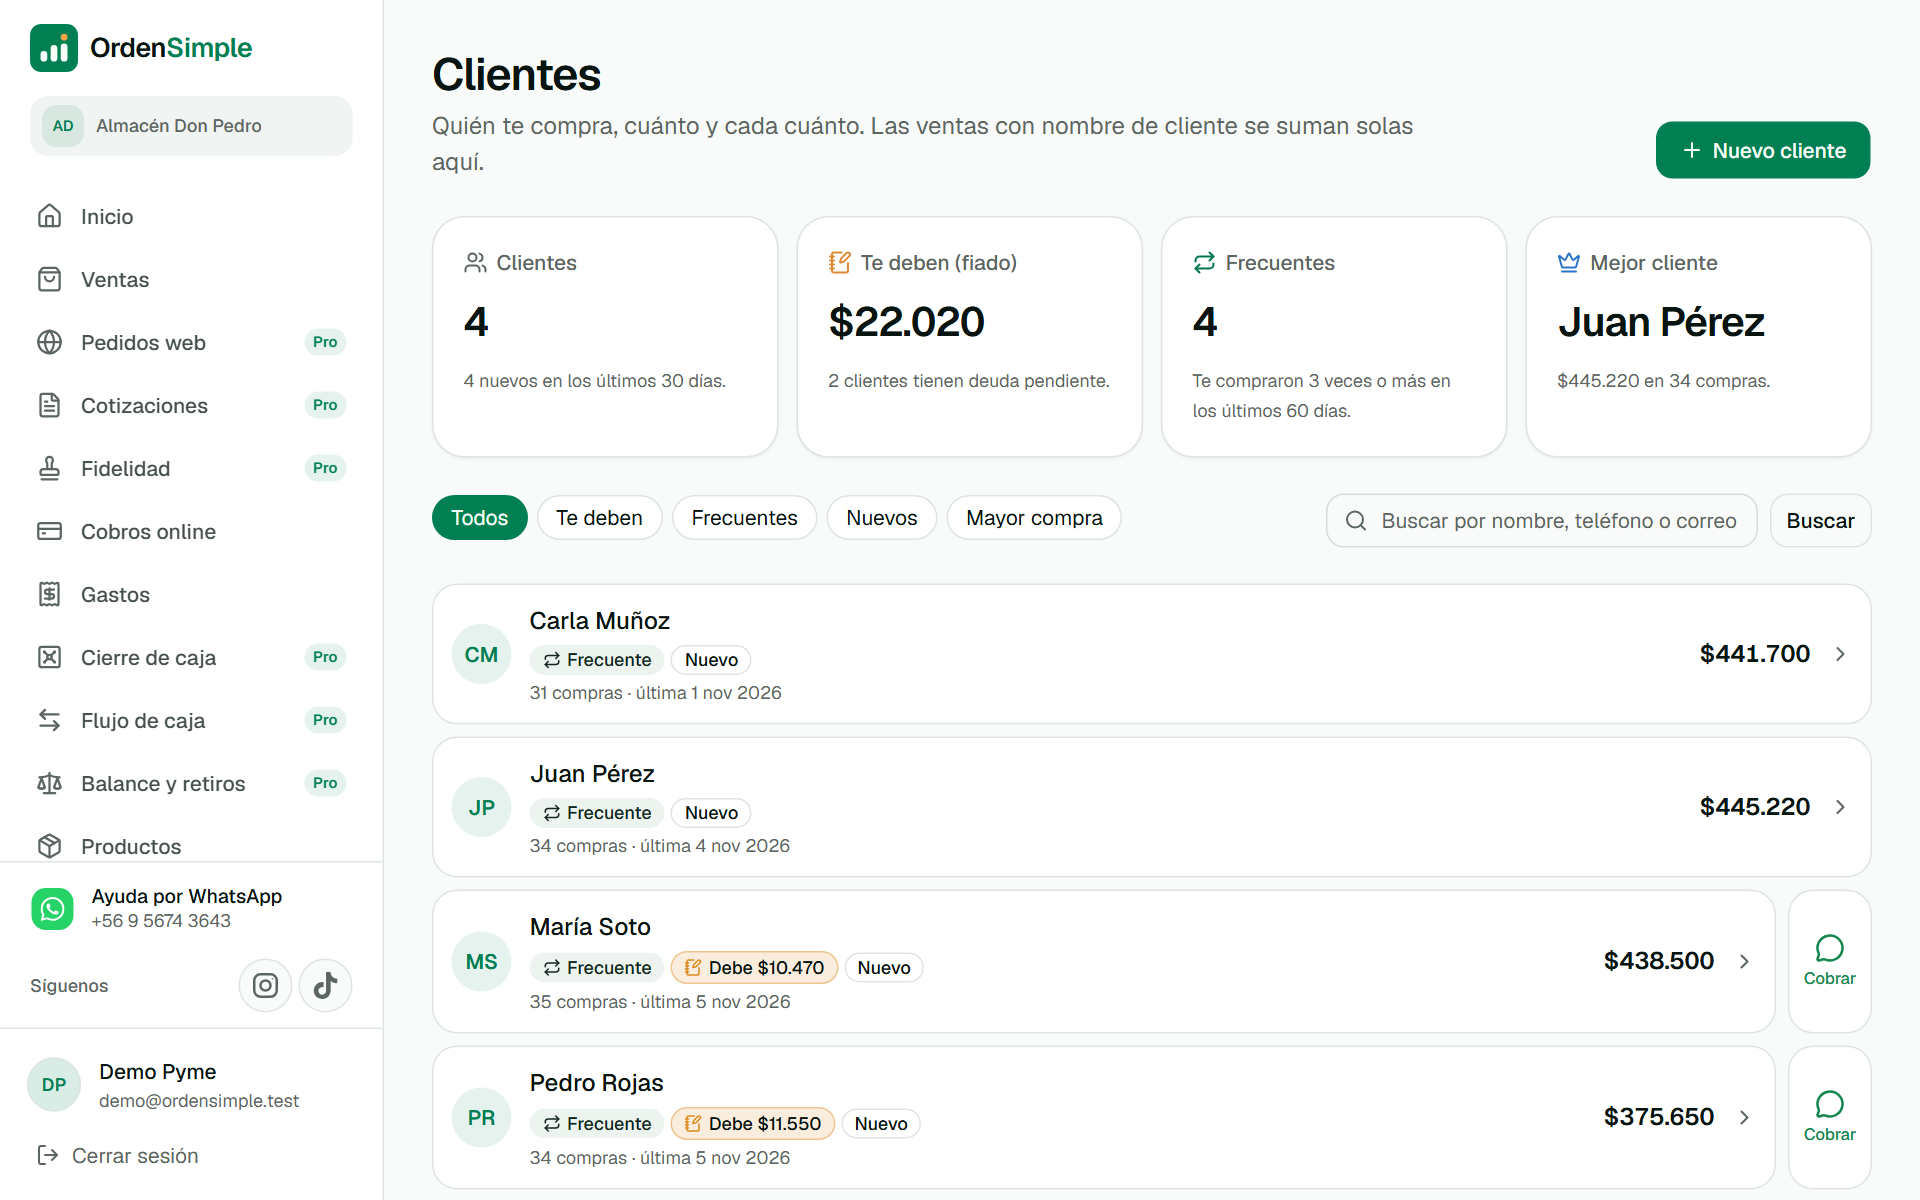 OrdenSimple
AD Almacén Don Pedro
Inicio
Ventas
Pedidos web Pro
Cotizaciones Pro
Fidelidad Pro
Cobros online
Gastos
Cierre de caja Pro
Flujo de caja Pro
Balance y retiros Pro
Productos
Ayuda por WhatsApp
+56 9 5674 3643
Síguenos
DP Demo Pyme
demo@ordensimple.test
Cerrar sesión
Clientes
Quién te compra, cuánto y cada cuánto. Las ventas con nombre de cliente se suman solas
aquí.
+ Nuevo cliente
Clientes
4
4 nuevos en los últimos 30 días.
Te deben (fiado)
$22.020
2 clientes tienen deuda pendiente.
Frecuentes
4
Te compraron 3 veces o más en
los últimos 60 días.
Mejor cliente
Juan Pérez
$445.220 en 34 compras.
Todos Te deben Frecuentes Nuevos Mayor compra
Buscar por nombre, teléfono o correo Buscar
CM
Carla Muñoz
Frecuente Nuevo
31 compras · última 1 nov 2026
$441.700
JP
Juan Pérez
Frecuente Nuevo
34 compras · última 4 nov 2026
$445.220
MS
María Soto
Frecuente Debe $10.470 Nuevo
35 compras · última 5 nov 2026
$438.500
Cobrar
PR
Pedro Rojas
Frecuente Debe $11.550 Nuevo
34 compras · última 5 nov 2026
$375.650
Cobrar